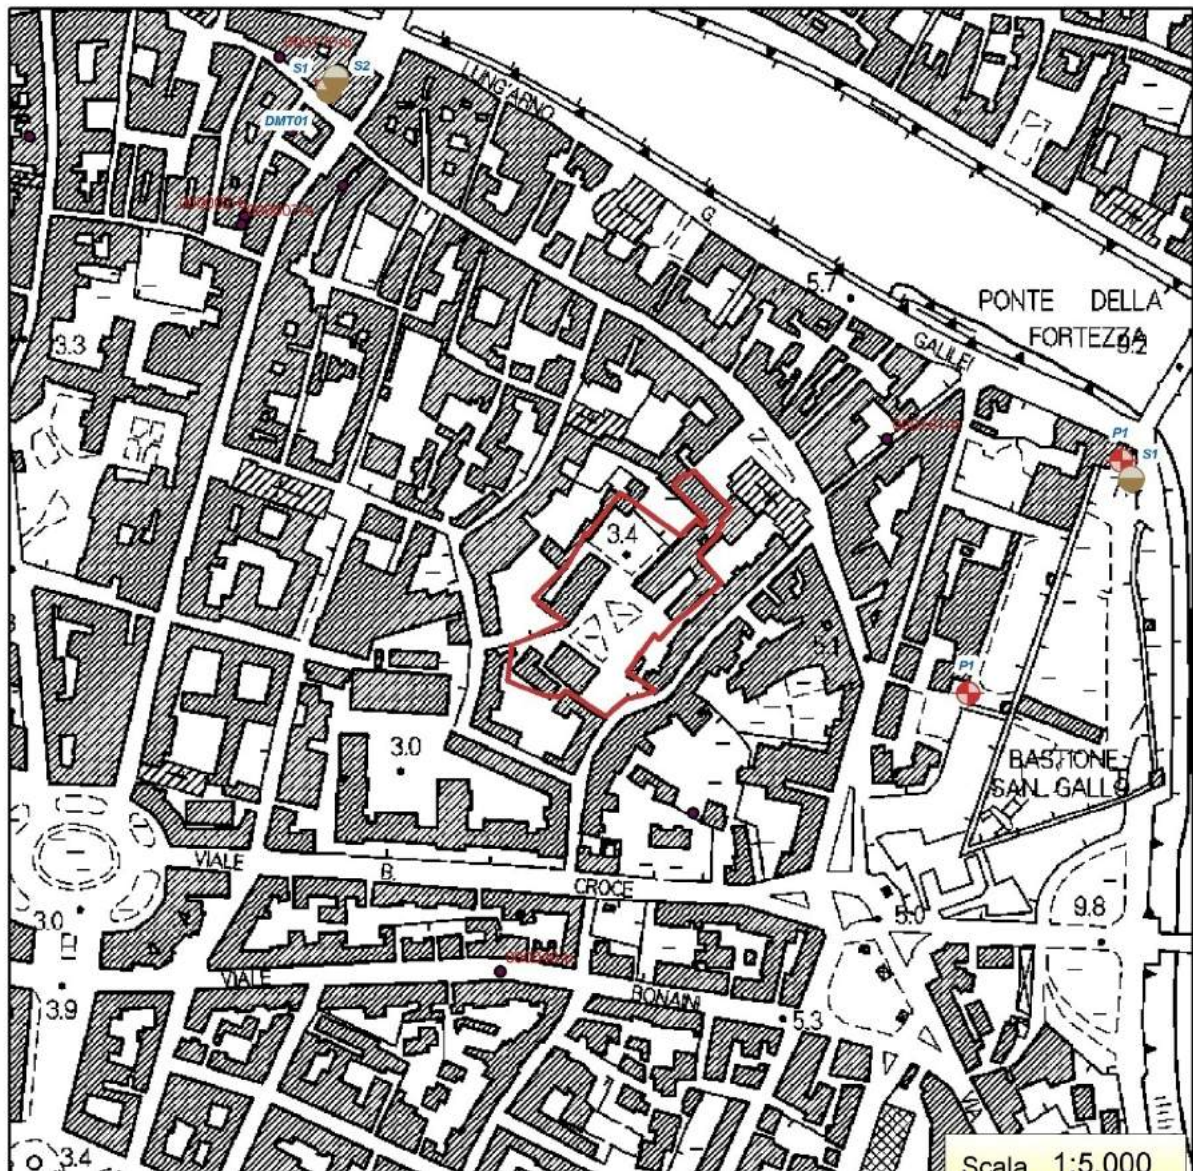 S1
S2
DMT01
LUNGARNO
G.
5.7
PONTE DELLA
FORTEZZA
9.2
GALILEI
3.3
P1
S1
3.4
5.1
P1
3.0
BASTIONE
SAN GALLO
VIALE
B.
CROCE
3.0
5.0
9.8
VIALE
BONAINI
3.9
5.3
VIA
3.4
Scala 1:5.000